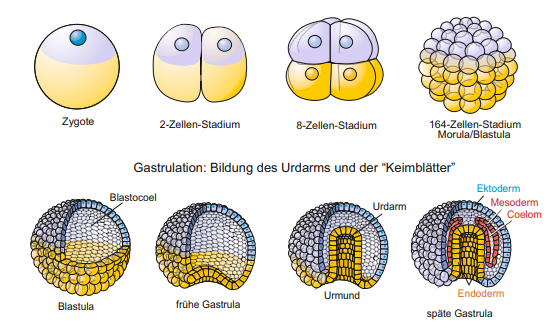 Zygote
2-Zellen-Stadium
8-Zellen-Stadium
164-Zellen-Stadium
Morula/Blastula
Gastrulation: Bildung des Urdarms und der “Keimblätter”
Blastocoel
Urdarm
Ektoderm
Mesoderm
Coelom
Blastula
frühe Gastrula
Urmund
Endoderm
späte Gastrula